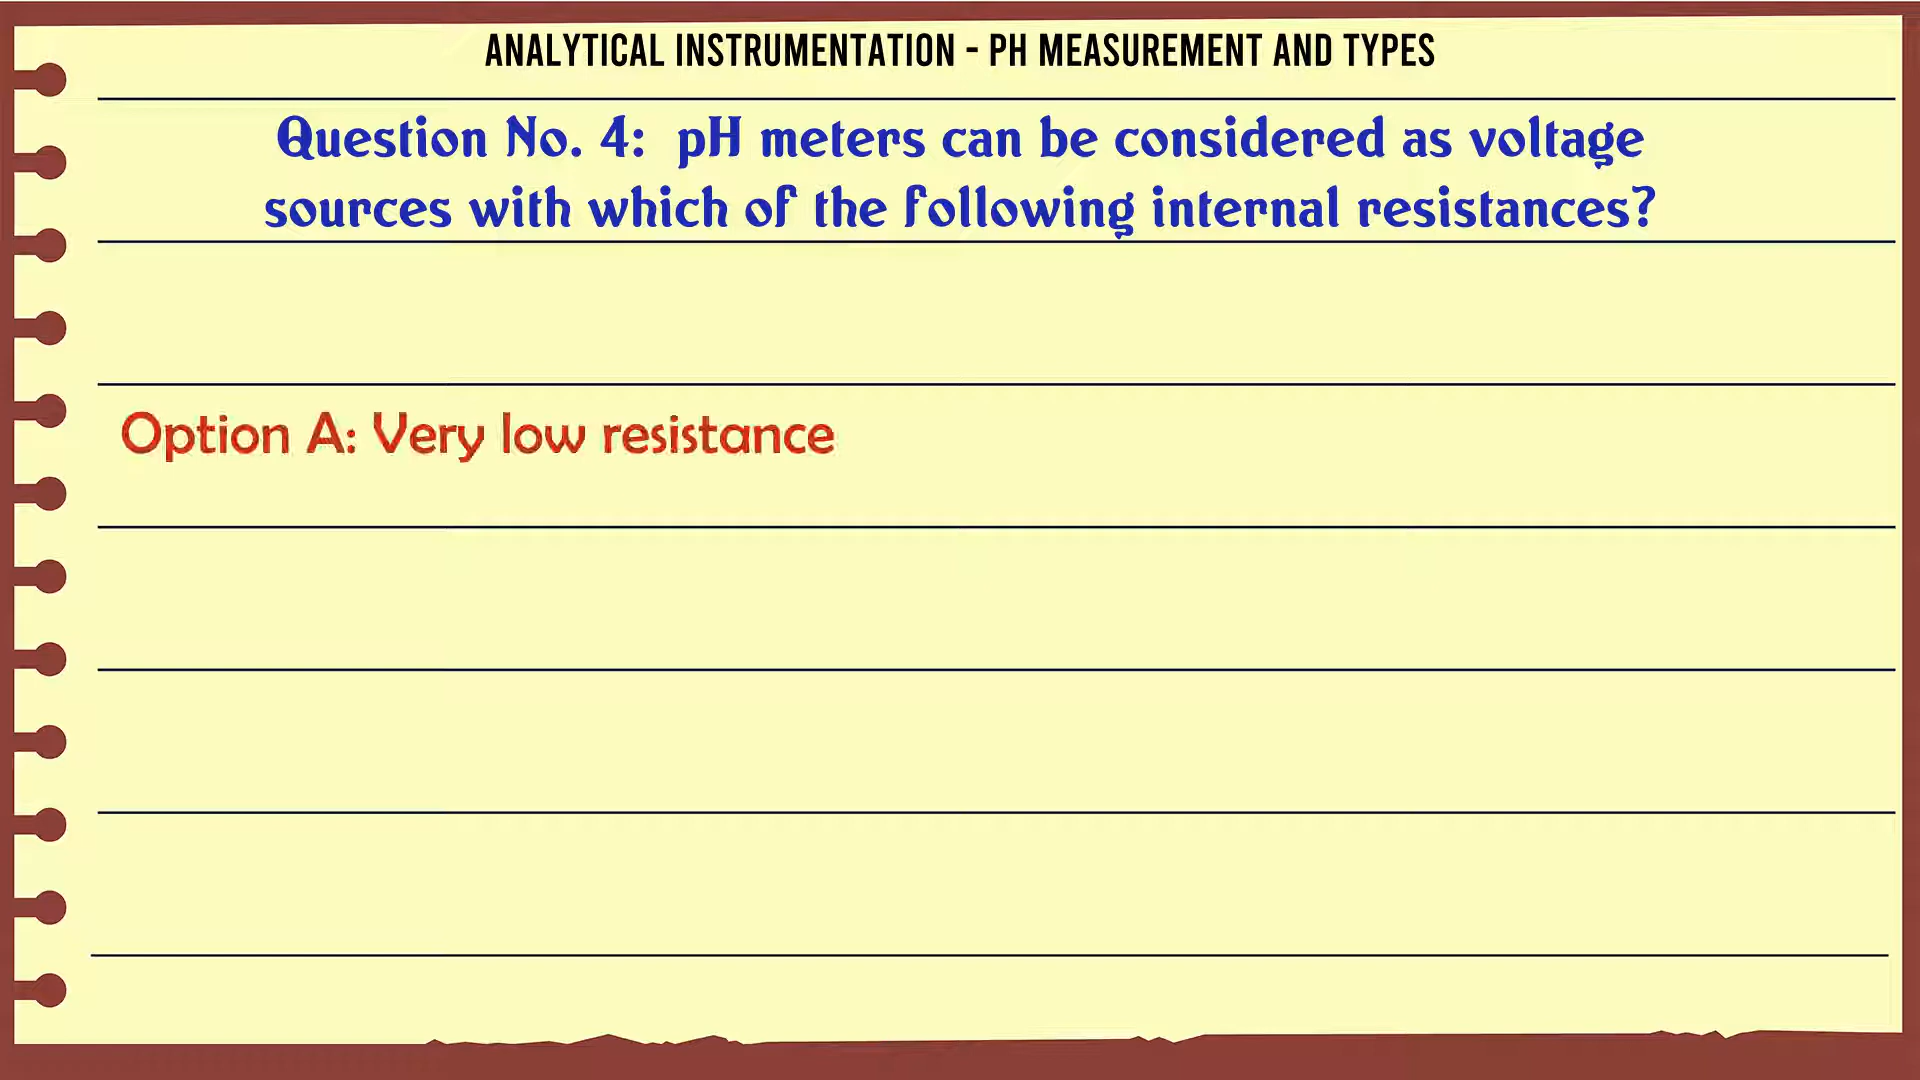 ANALYTICAL INSTRUMENTATION - PH MEASUREMENT AND TYPES
Question No. 4: pH meters can be considered as voltage
sources with which of the following internal resistances?
Option A: Very low resistance